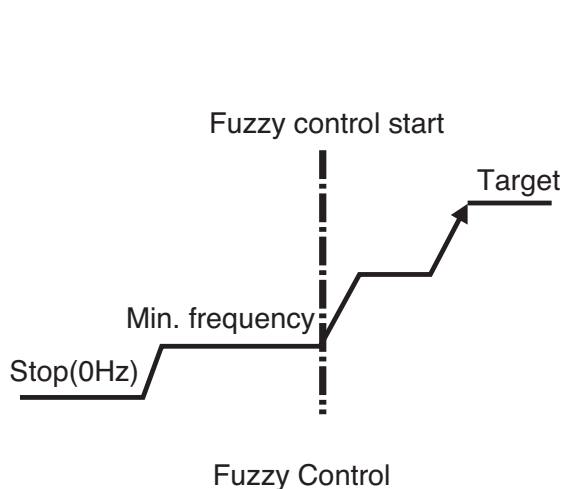 Fuzzy control start
Target
Min. frequency
Stop(0Hz)
Fuzzy Control